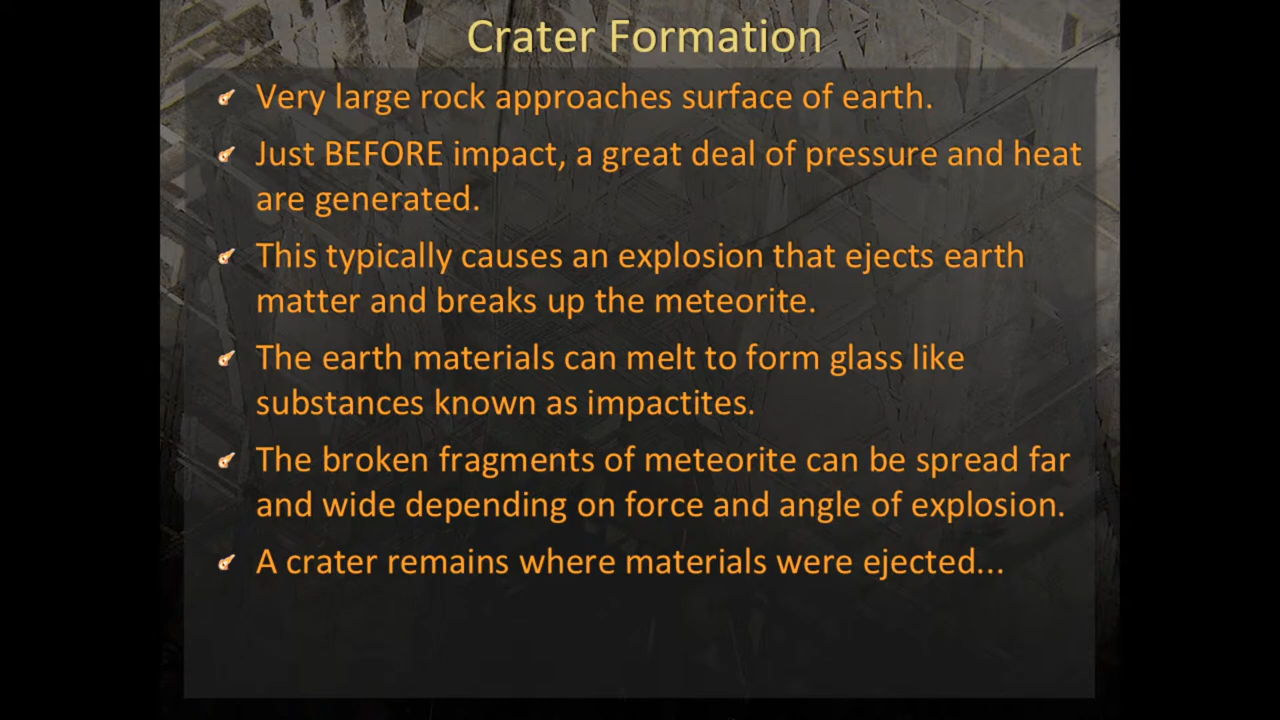 Crater Formation
Very large rock approaches surface of earth.
Just BEFORE impact, a great deal of pressure and heat
are generated.
This typically causes an explosion that ejects earth
matter and breaks up the meteorite.
The earth materials can melt to form glass like
substances known as impactites.
The broken fragments of meteorite can be spread far
and wide depending on force and angle of explosion.
A crater remains where materials were ejected...